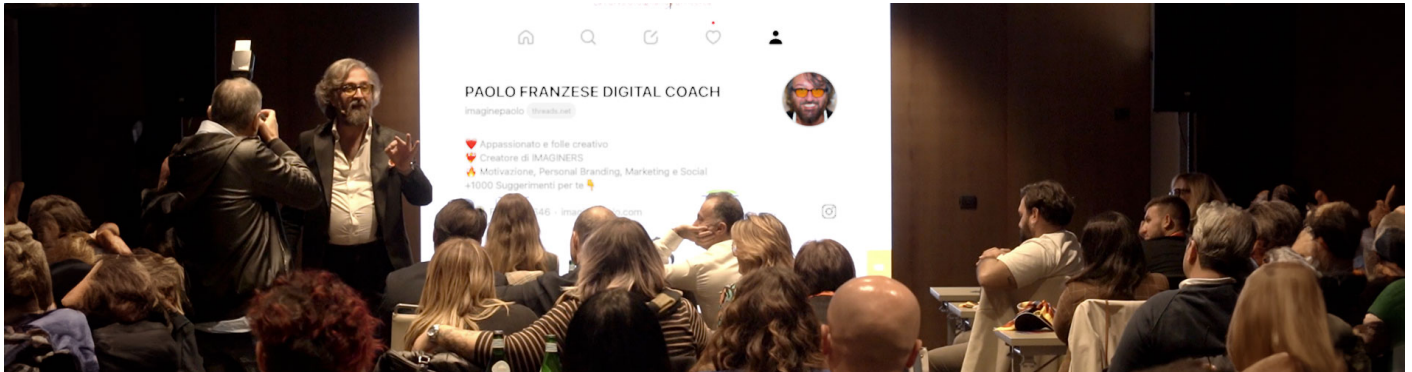 PAOLO FRANZESE DIGITAL COACH
imaginepaolo threads.net
❤️ Appassionato e folle creativo
❤️‍🔥 Creatore di IMAGINERS
🔥 Motivazione, Personal Branding, Marketing e Social
+1000 Suggerimenti per te 👇